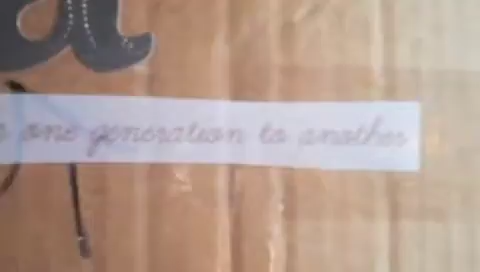 a
one generation to another